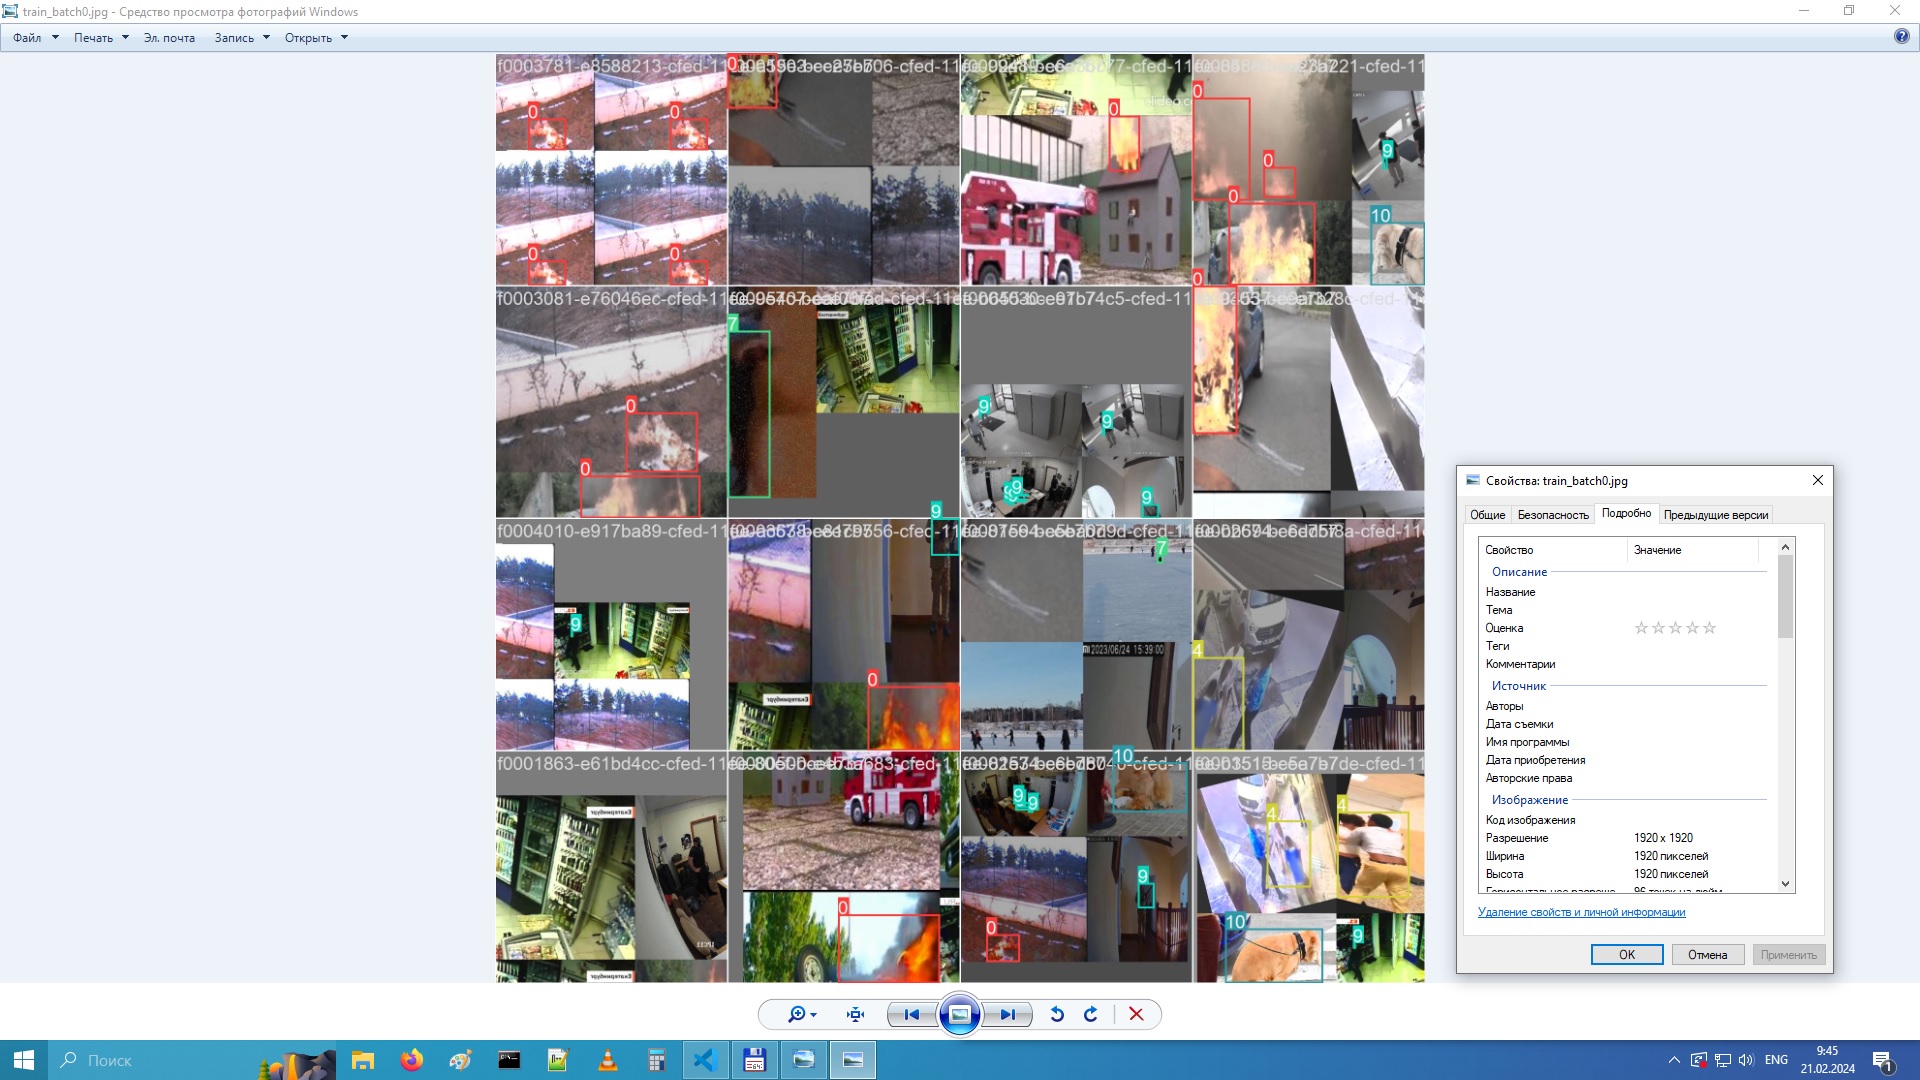 train_batch0.jpg - Средство просмотра фотографий Windows
Файл Печать Эл. почта Запись Открыть
f0003781-e8588213-cfed-11
f0003081-e76046ec-cfed-11
f0004010-e917ba89-cfed-11
f0001863-e61bd4cc-cfed-11
0
0
0
0
0
0
0
0
0
0
9
10
0
0
0
7
9
9
9
9
9
9
0
7
4
0
10
9
9
9
0
4
4
10
9
Екатеринбург
2023/06/24 15:39:00
Свойства: train_batch0.jpg
Общие Безопасность Подробно Предыдущие версии
Свойство Значение
Описание
Название
Тема
Оценка
Теги
Комментарии
Источник
Авторы
Дата съемки
Имя программы
Дата приобретения
Авторские права
Изображение
Код изображения
Разрешение 1920 x 1920
Ширина 1920 пикселей
Высота 1920 пикселей
Удаление свойств и личной информации
OK Отмена Применить
Поиск
ENG
9:45
21.02.2024
1